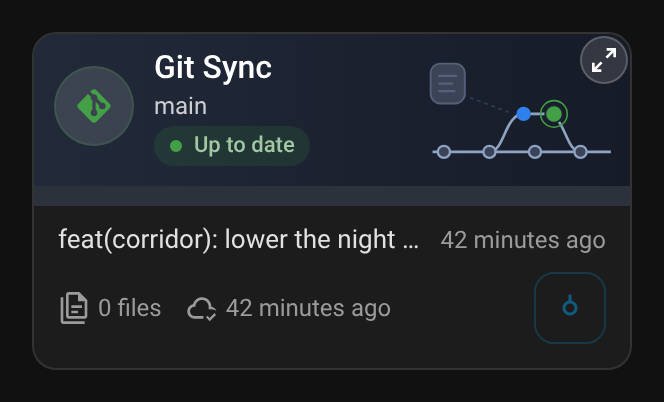 Git Sync
main
Up to date
feat(corridor): lower the night ... 42 minutes ago
0 files 42 minutes ago